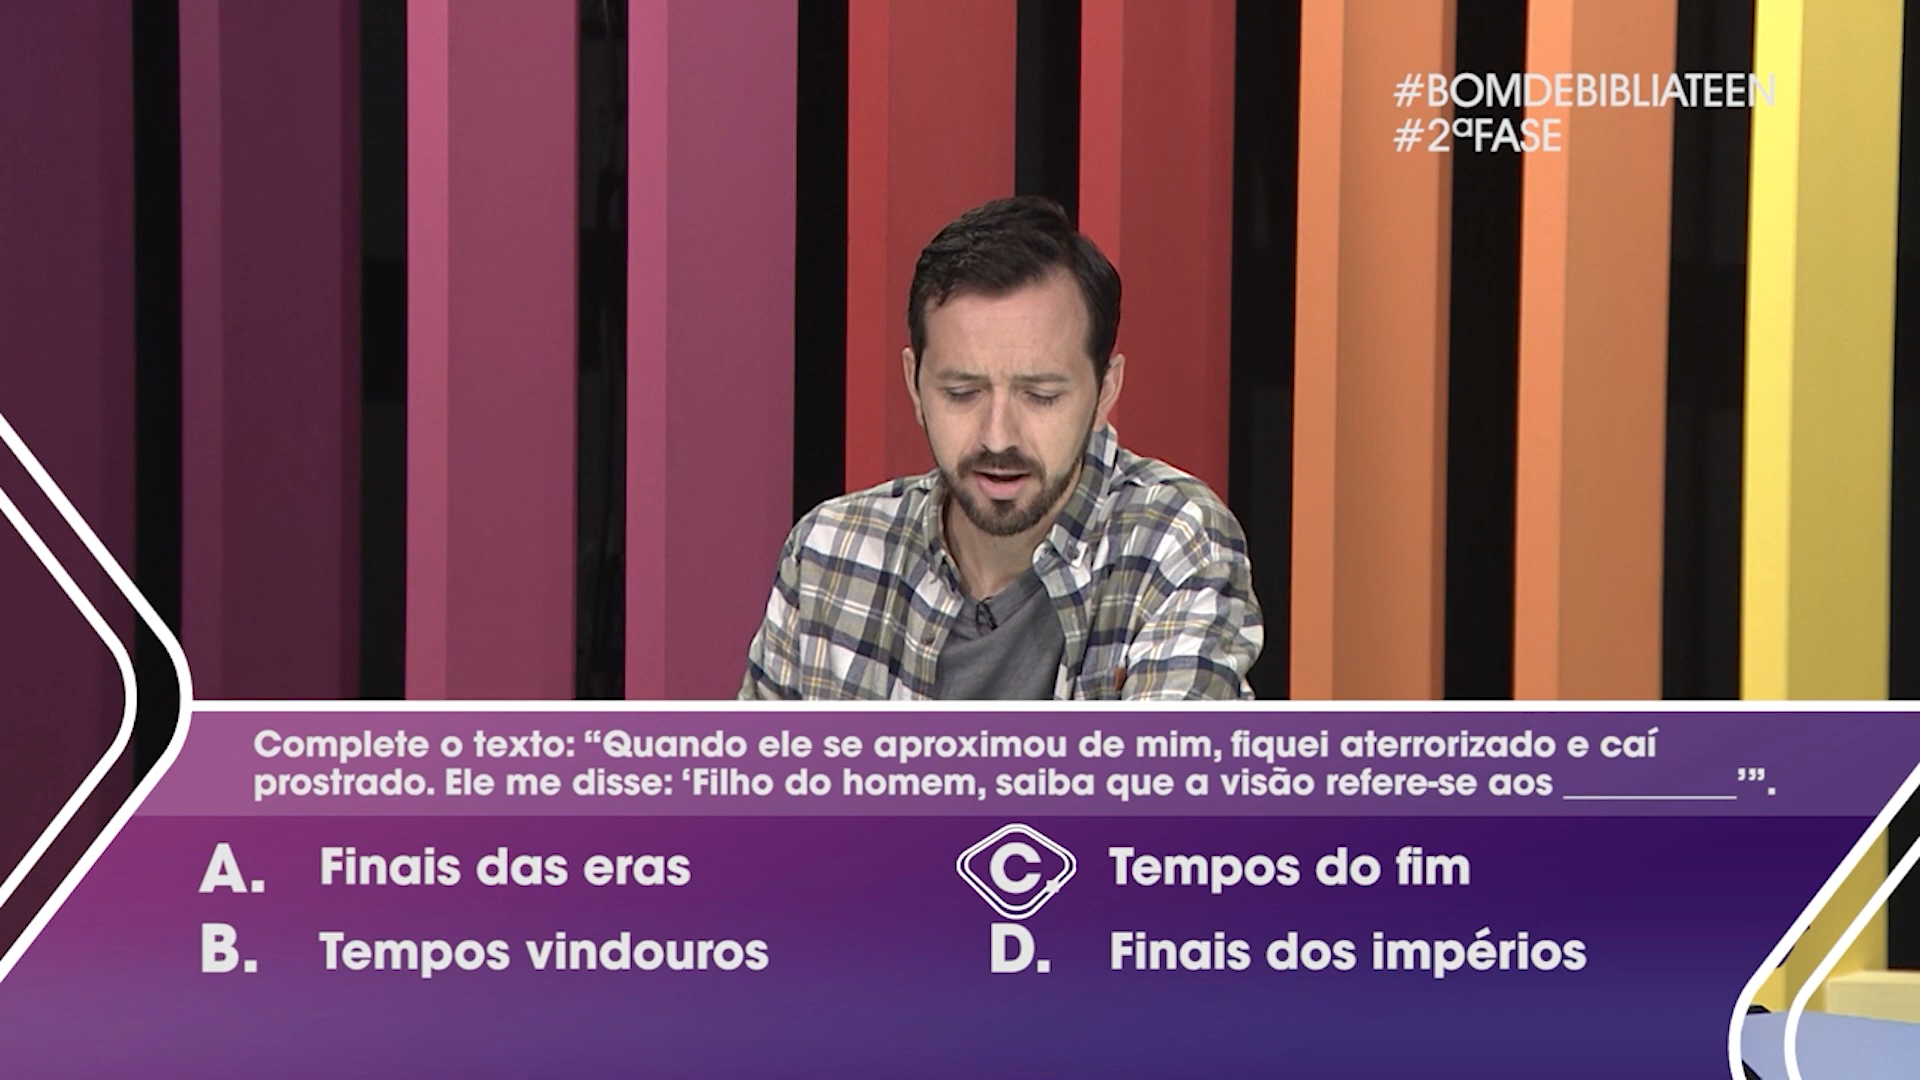 #BOMDEBIBLIATEEN
#2ªFASE
Complete o texto: “Quando ele se aproximou de mim, fiquei aterrorizado e caí
prostrado. Ele me disse: ‘Filho do homem, saiba que a visão refere-se aos ________’”.
A. Finais das eras
B. Tempos vindouros
C. Tempos do fim
D. Finais dos impérios